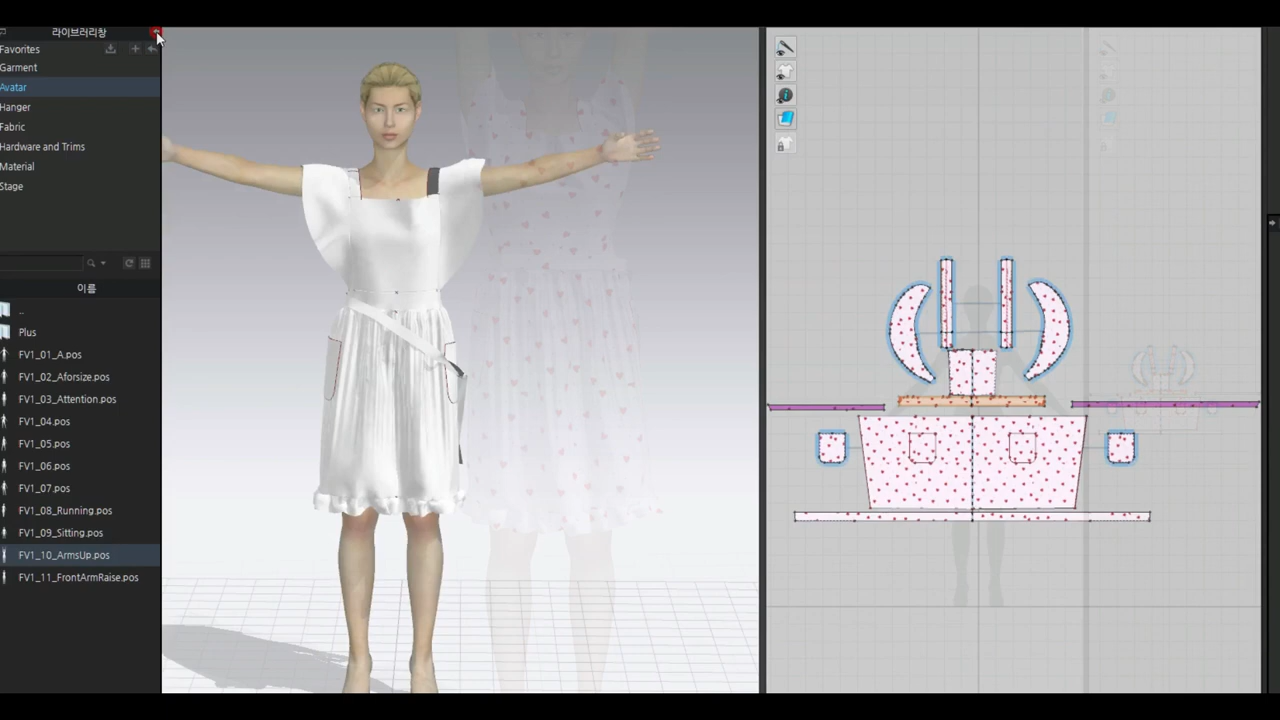 라이브러리창
Favorites
Garment
Avatar
Hanger
Fabric
Hardware and Trims
Material
Stage
이름
..
Plus
FV1_01_A.pos
FV1_02_Aforsize.pos
FV1_03_Attention.pos
FV1_04.pos
FV1_05.pos
FV1_06.pos
FV1_07.pos
FV1_08_Running.pos
FV1_09_Sitting.pos
FV1_10_ArmsUp.pos
FV1_11_FrontArmRaise.pos